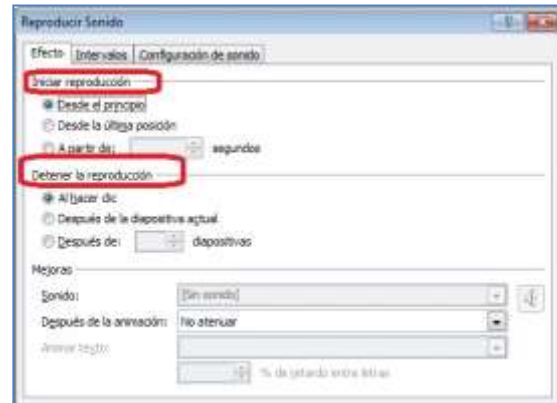 Reproducir Sonido
Efecto Intervalos Configuración de sonido
Iniciar reproducción
Desde el principio
Desde la última posición
A partir de: segundos
Detener la reproducción
Al hacer clic
Después de la diapositiva actual
Después de: diapositivas
Mejoras
Sonido: [Sin sonido]
Después de la animación: No atenuar
Animar texto:
% de retardo entre letras